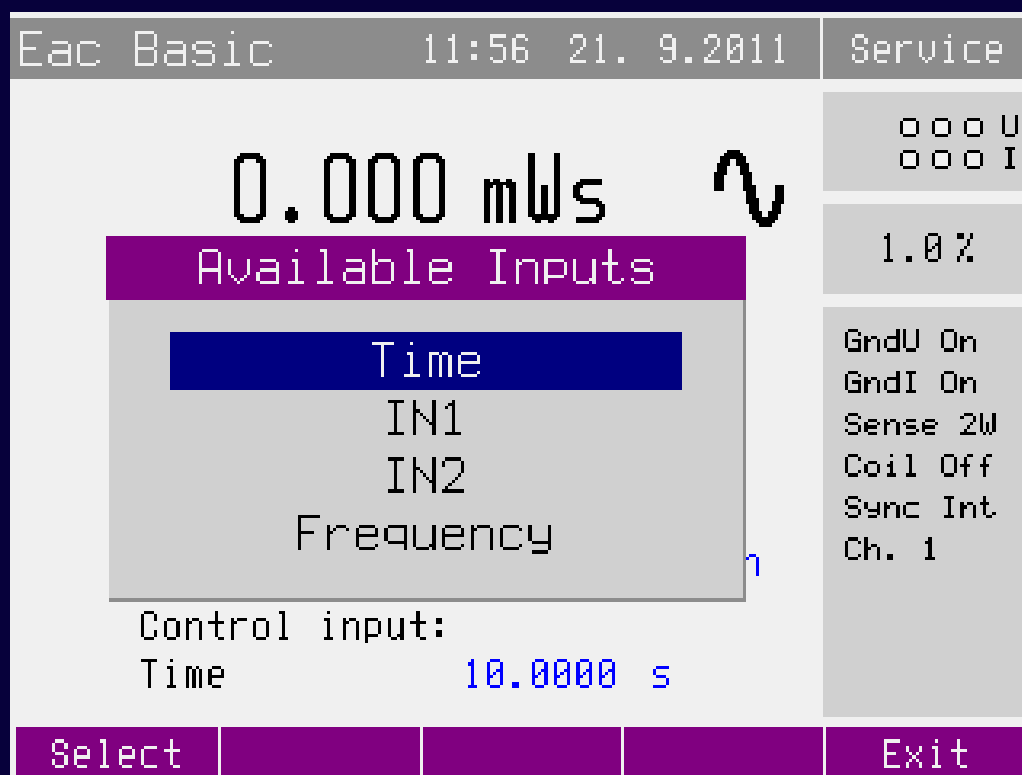 Eac Basic 11:56 21. 9.2011 Service
U
0.000 mWs
I
1.0%
Available Inputs
Time
IN1
IN2
Frequency
GndU On
GndI On
Sense 2W
Coil Off
Sync Int
Ch. 1
Control input:
Time 10.0000 s
Select Exit